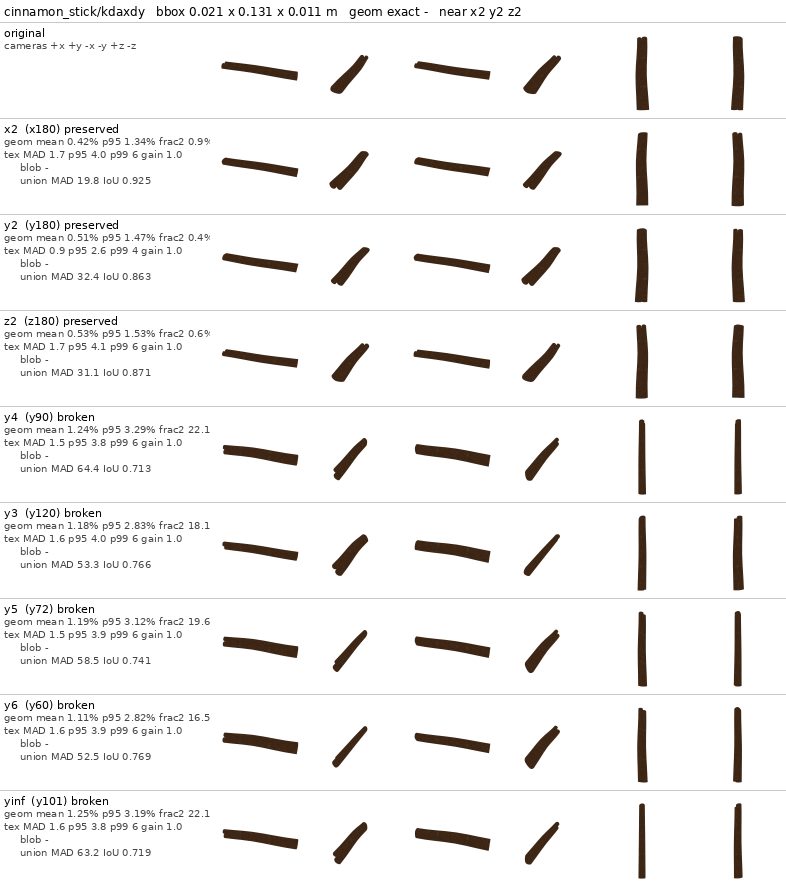 cinnamon_stick/kdaxdy bbox 0.021 x 0.131 x 0.011 m geom exact - near x2 y2 z2
original
cameras +x +y -x -y +z -z
x2 (x180) preserved
geom mean 0.42% p95 1.34% frac2 0.9%
tex MAD 1.7 p95 4.0 p99 6 gain 1.0
blob -
union MAD 19.8 IoU 0.925
y2 (y180) preserved
geom mean 0.51% p95 1.47% frac2 0.4%
tex MAD 0.9 p95 2.6 p99 4 gain 1.0
blob -
union MAD 32.4 IoU 0.863
z2 (z180) preserved
geom mean 0.53% p95 1.53% frac2 0.6%
tex MAD 1.7 p95 4.1 p99 6 gain 1.0
blob -
union MAD 31.1 IoU 0.871
y4 (y90) broken
geom mean 1.24% p95 3.29% frac2 22.1
tex MAD 1.5 p95 3.8 p99 6 gain 1.0
blob -
union MAD 64.4 IoU 0.713
y3 (y120) broken
geom mean 1.18% p95 2.83% frac2 18.1
tex MAD 1.6 p95 4.0 p99 6 gain 1.0
blob -
union MAD 53.3 IoU 0.766
y5 (y72) broken
geom mean 1.19% p95 3.12% frac2 19.6
tex MAD 1.5 p95 3.9 p99 6 gain 1.0
blob -
union MAD 58.5 IoU 0.741
y6 (y60) broken
geom mean 1.11% p95 2.82% frac2 16.5
tex MAD 1.6 p95 3.9 p99 6 gain 1.0
blob -
union MAD 52.5 IoU 0.769
yinf (y101) broken
geom mean 1.25% p95 3.19% frac2 22.1
tex MAD 1.6 p95 3.8 p99 6 gain 1.0
blob -
union MAD 63.2 IoU 0.719